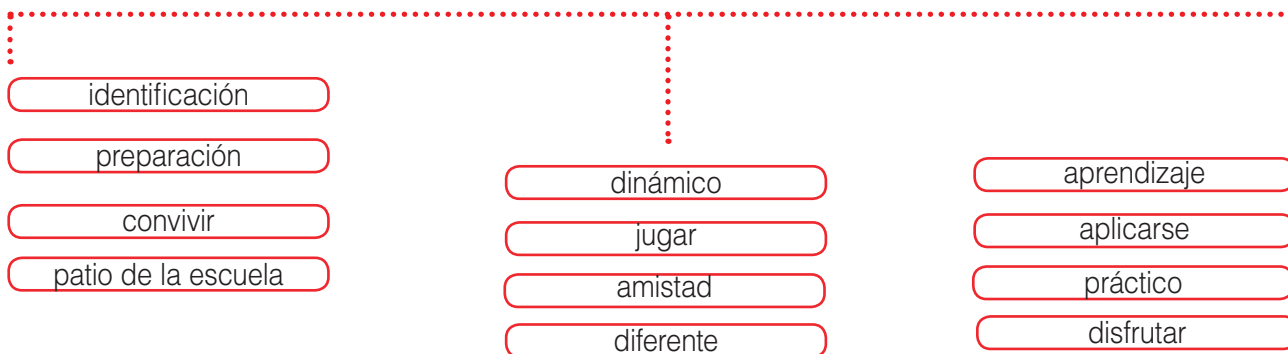 identificación
preparación
convivir
patio de la escuela
dinámico
jugar
amistad
diferente
aprendizaje
aplicarse
práctico
disfrutar